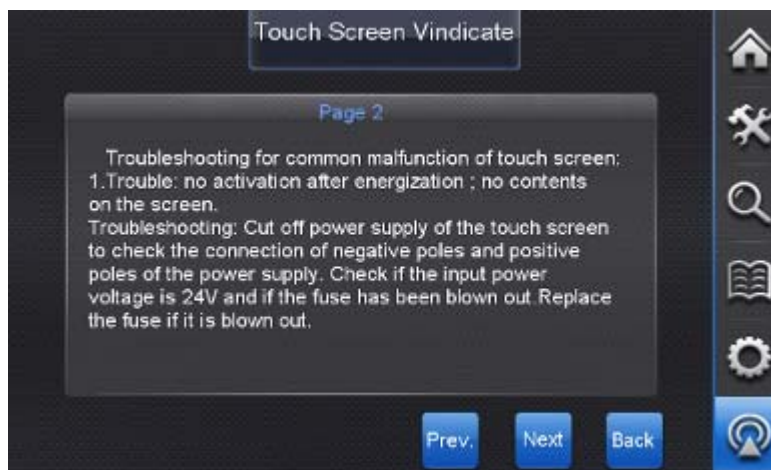 Touch Screen Vindicate
Page 2
Troubleshooting for common malfunction of touch screen:
1.Trouble: no activation after energization ; no contents
on the screen.
Troubleshooting: Cut off power supply of the touch screen
to check the connection of negative poles and positive
poles of the power supply. Check if the input power
voltage is 24V and if the fuse has been blown out.Replace
the fuse if it is blown out.
Prev. Next Back